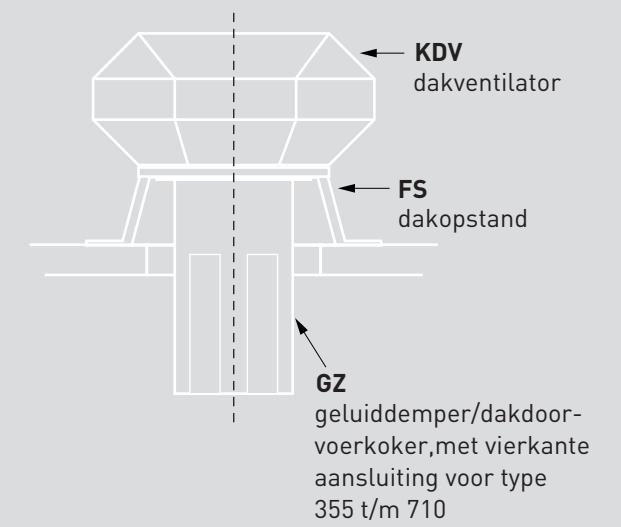 KDV
dakventilator
FS
dakopstand
GZ
geluiddemper/dakdoor-
voerkoker,met vierkante
aansluiting voor type
355 t/m 710